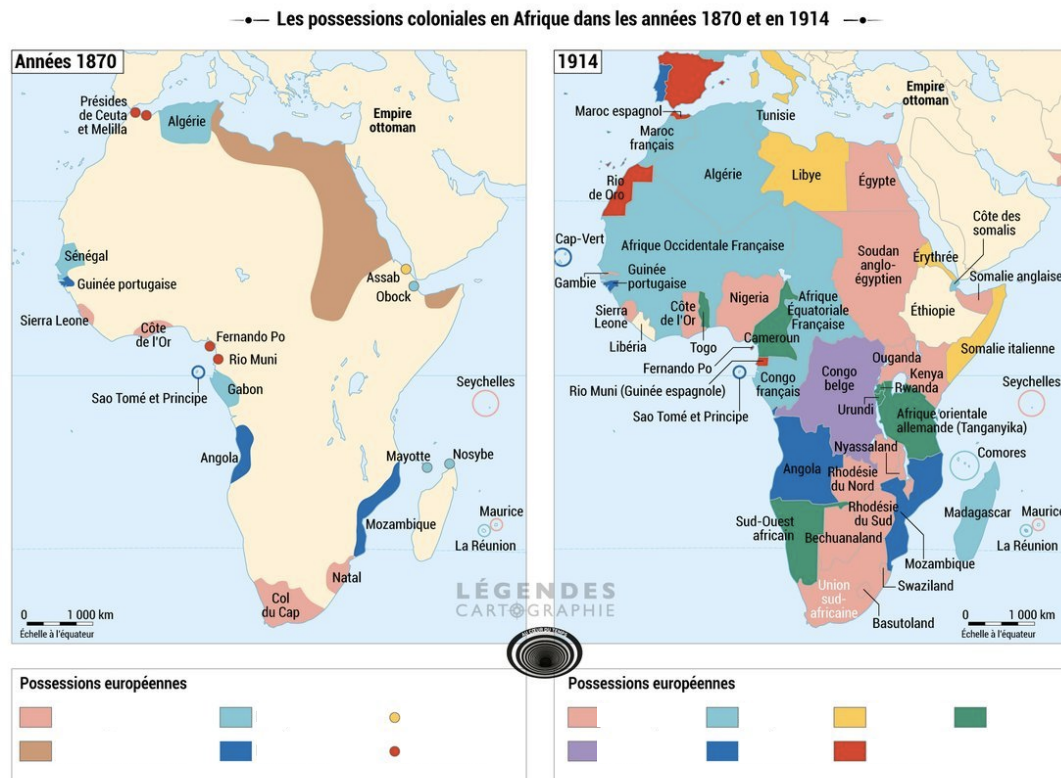 Les possessions coloniales en Afrique dans les années 1870 et en 1914
Années 1870
Présides
de Ceuta
et Melilla
Algérie
Empire
ottoman
Sénégal
Guinée portugaise
Assab
Obock
Sierra Leone
Côte
de l'Or
Fernando Po
Rio Muni
Sao Tomé et Principe
Gabon
Seychelles
Angola
Mayotte
Nosybe
Mozambique
Maurice
La Réunion
Natal
Col
du Cap
0 1 000 km
Échelle à l'équateur
1914
Maroc espagnol
Maroc
français
Tunisie
Empire
ottoman
Algérie
Libye
Égypte
Rio
de Oro
Cap-Vert
Afrique Occidentale Française
Côte des
somalis
Soudan
anglo-
égyptien
Érythrée
Gambie
Guinée
portugaise
Somalie anglaise
Sierra
Leone
Côte
de l'Or
Nigeria
Afrique
Équatoriale
Française
Éthiopie
Libéria
Togo
Cameroun
Somalie italienne
Fernando Po
Ouganda
Kenya
Rio Muni (Guinée espagnole)
Congo
français
Congo
belge
Rwanda
Seychelles
Sao Tomé et Principe
Urundi
Afrique orientale
allemande (Tanganyika)
Nyassaland
Comores
Angola
Rhodésie
du Nord
Rhodésie
du Sud
Madagascar
Maurice
La Réunion
Sud-Ouest
africain
Bechuanaland
Mozambique
Swaziland
Union
sud-
africaine
Basutoland
0 1 000 km
Échelle à l'équateur
LÉGENDES
CARTOGRAPHIE
AU CŒUR DU TEMPS
Possessions européennes
Possessions européennes